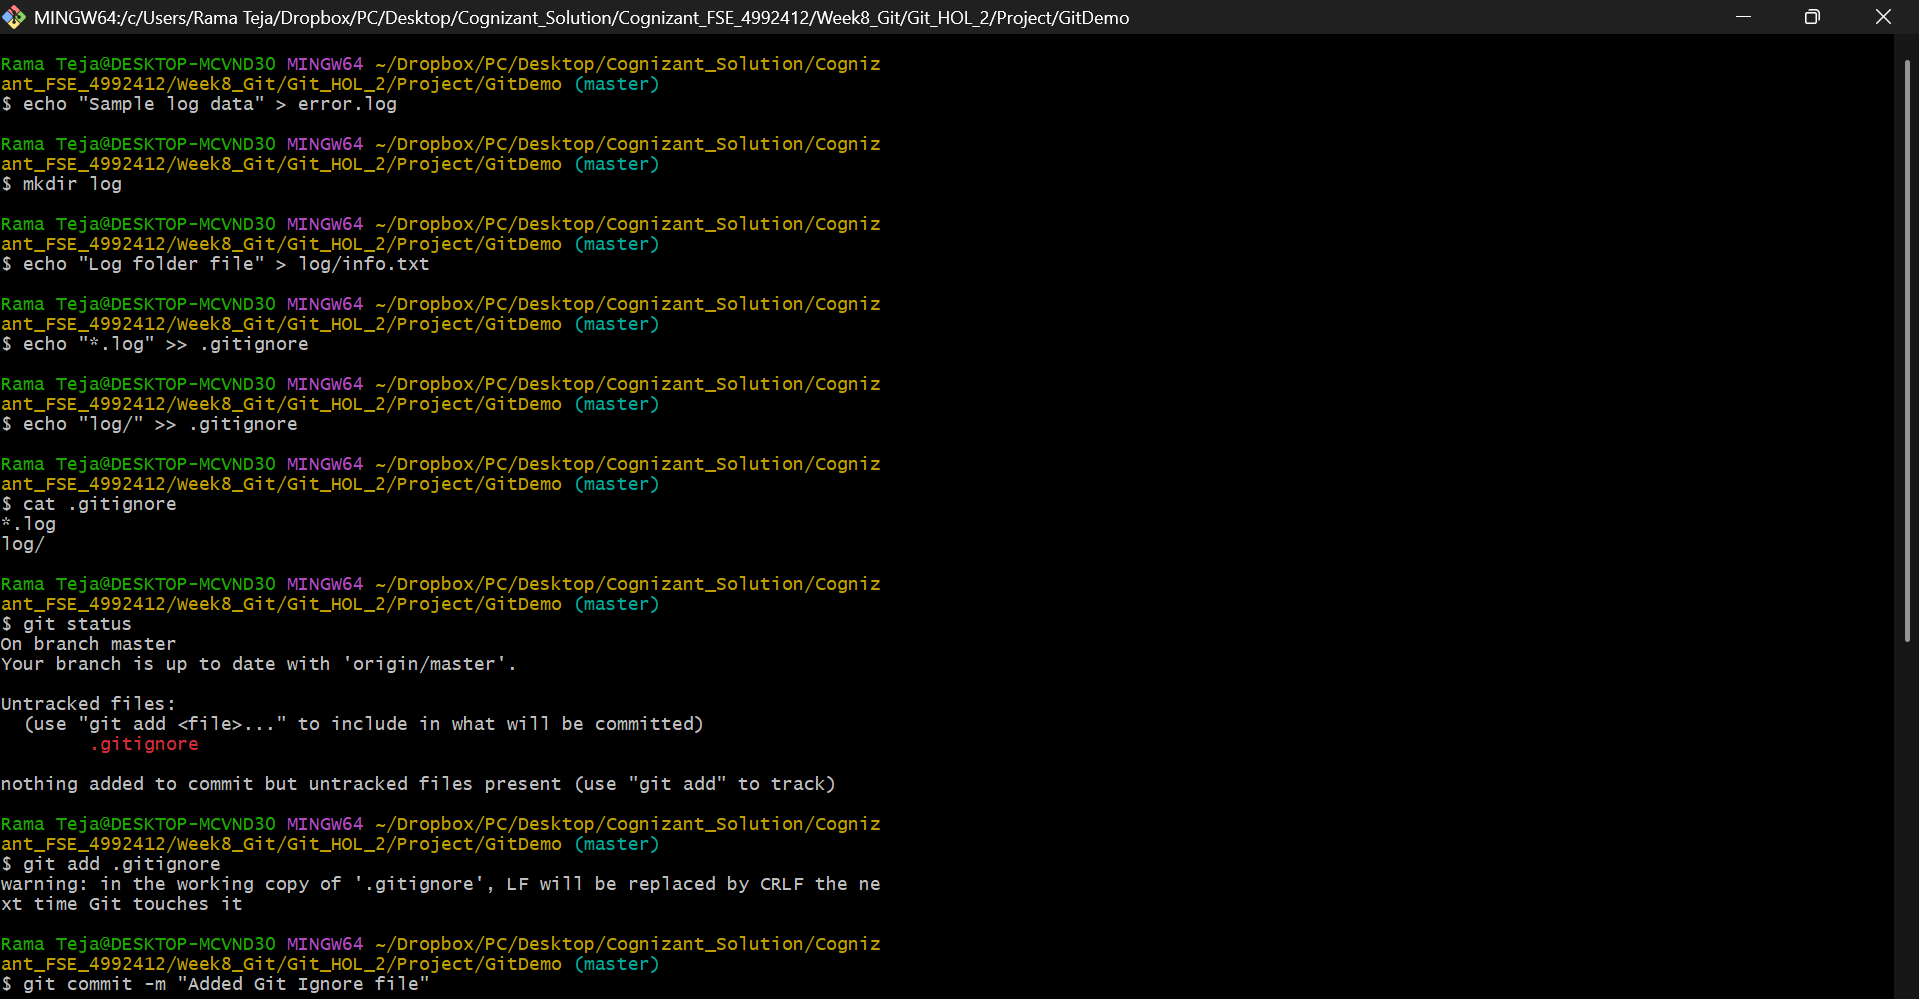 MINGW64:/c/Users/Rama Teja/Dropbox/PC/Desktop/Cognizant_Solution/Cognizant_FSE_4992412/Week8_Git/Git_HOL_2/Project/GitDemo
Rama Teja@DESKTOP-MCVND3O MINGW64 ~/Dropbox/PC/Desktop/Cognizant_Solution/Cogniz
ant_FSE_4992412/Week8_Git/Git_HOL_2/Project/GitDemo (master)
$ echo "Sample log data" > error.log
Rama Teja@DESKTOP-MCVND3O MINGW64 ~/Dropbox/PC/Desktop/Cognizant_Solution/Cogniz
ant_FSE_4992412/Week8_Git/Git_HOL_2/Project/GitDemo (master)
$ mkdir log
Rama Teja@DESKTOP-MCVND3O MINGW64 ~/Dropbox/PC/Desktop/Cognizant_Solution/Cogniz
ant_FSE_4992412/Week8_Git/Git_HOL_2/Project/GitDemo (master)
$ echo "Log folder file" > log/info.txt
Rama Teja@DESKTOP-MCVND3O MINGW64 ~/Dropbox/PC/Desktop/Cognizant_Solution/Cogniz
ant_FSE_4992412/Week8_Git/Git_HOL_2/Project/GitDemo (master)
$ echo "*.log" >> .gitignore
Rama Teja@DESKTOP-MCVND3O MINGW64 ~/Dropbox/PC/Desktop/Cognizant_Solution/Cogniz
ant_FSE_4992412/Week8_Git/Git_HOL_2/Project/GitDemo (master)
$ echo "log/" >> .gitignore
Rama Teja@DESKTOP-MCVND3O MINGW64 ~/Dropbox/PC/Desktop/Cognizant_Solution/Cogniz
ant_FSE_4992412/Week8_Git/Git_HOL_2/Project/GitDemo (master)
$ cat .gitignore
*.log
log/
Rama Teja@DESKTOP-MCVND3O MINGW64 ~/Dropbox/PC/Desktop/Cognizant_Solution/Cogniz
ant_FSE_4992412/Week8_Git/Git_HOL_2/Project/GitDemo (master)
$ git status
On branch master
Your branch is up to date with 'origin/master'.
Untracked files:
(use "git add <file>..." to include in what will be committed)
.gitignore
nothing added to commit but untracked files present (use "git add" to track)
Rama Teja@DESKTOP-MCVND3O MINGW64 ~/Dropbox/PC/Desktop/Cognizant_Solution/Cogniz
ant_FSE_4992412/Week8_Git/Git_HOL_2/Project/GitDemo (master)
$ git add .gitignore
warning: in the working copy of '.gitignore', LF will be replaced by CRLF the ne
xt time Git touches it
Rama Teja@DESKTOP-MCVND3O MINGW64 ~/Dropbox/PC/Desktop/Cognizant_Solution/Cogniz
ant_FSE_4992412/Week8_Git/Git_HOL_2/Project/GitDemo (master)
$ git commit -m "Added Git Ignore file"